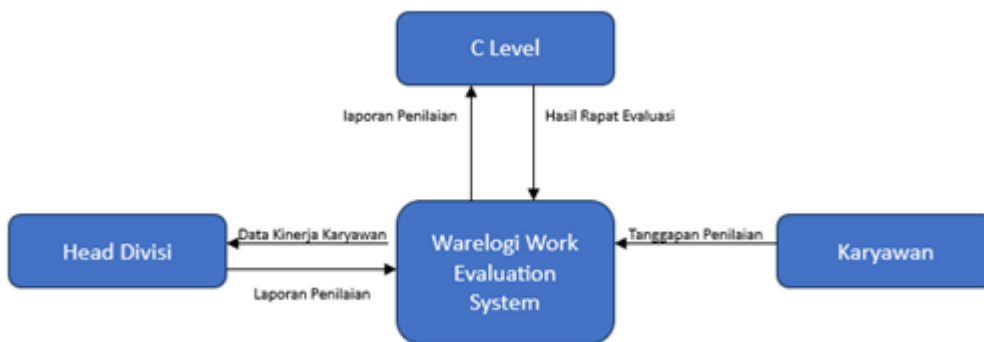 C Level
laporan Penilaian
Hasil Rapat Evaluasi
Head Divisi
Data Kinerja Karyawan
Laporan Penilaian
Warelogi Work
Evaluation
System
Tanggapan Penilaian
Karyawan